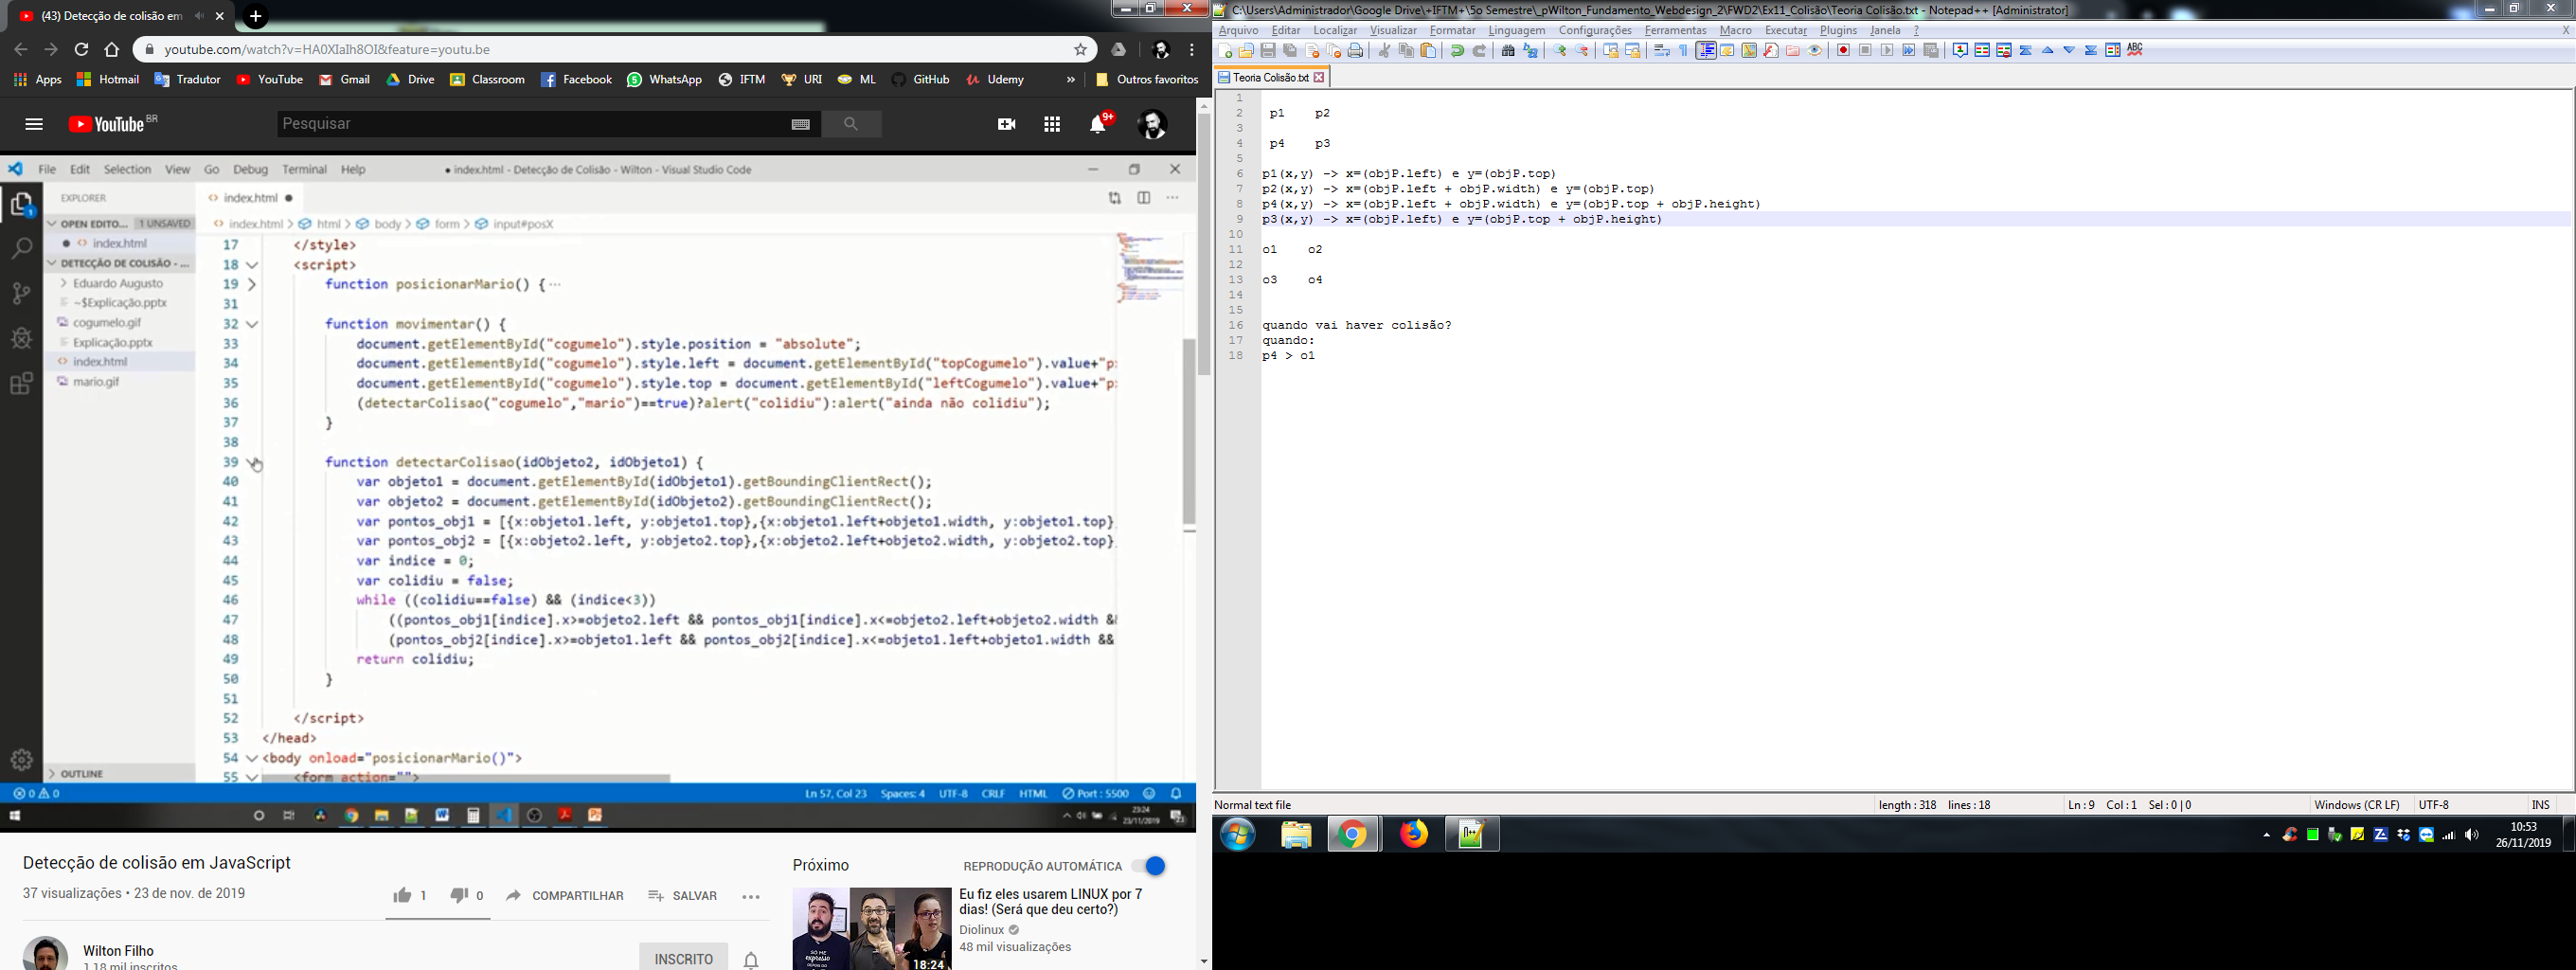 (43) Detecção de colisão em
youtube.com/watch?v=HA0XIaIh8OI&feature=youtu.be
Apps Hotmail Tradutor YouTube Gmail Drive Classroom Facebook WhatsApp IFTM URI ML GitHub Udemy » Outros favoritos
YouTube BR
Pesquisar
9+
File Edit Selection View Go Debug Terminal Help
● index.html - Detecção de Colisão - Wilton - Visual Studio Code
EXPLORER
index.html ●
OPEN EDITO... 1 UNSAVED
index.html > html > body > form > input#posX
● index.html
DETECÇÃO DE COLISÃO - ...
Eduardo Augusto
~$Explicação.pptx
cogumelo.gif
Explicação.pptx
index.html
mario.gif
OUTLINE
17 </style>
18 <script>
19 function posicionarMario() {···
31
32 function movimentar() {
33 document.getElementById("cogumelo").style.position = "absolute";
34 document.getElementById("cogumelo").style.left = document.getElementById("topCogumelo").value+"p
35 document.getElementById("cogumelo").style.top = document.getElementById("leftCogumelo").value+"p
36 (detectarColisao("cogumelo","mario")==true)?alert("colidiu"):alert("ainda não colidiu");
37 }
38
39 function detectarColisao(idObjeto2, idObjeto1) {
40 var objeto1 = document.getElementById(idObjeto1).getBoundingClientRect();
41 var objeto2 = document.getElementById(idObjeto2).getBoundingClientRect();
42 var pontos_obj1 = [{x:objeto1.left, y:objeto1.top},{x:objeto1.left+objeto1.width, y:objeto1.top}
43 var pontos_obj2 = [{x:objeto2.left, y:objeto2.top},{x:objeto2.left+objeto2.width, y:objeto2.top}
44 var indice = 0;
45 var colidiu = false;
46 while ((colidiu==false) && (indice<3))
47 ((pontos_obj1[indice].x>=objeto2.left && pontos_obj1[indice].x<=objeto2.left+objeto2.width &&
48 (pontos_obj2[indice].x>=objeto1.left && pontos_obj2[indice].x<=objeto1.left+objeto1.width &&
49 return colidiu;
50 }
51
52 </script>
53 </head>
54 <body onload="posicionarMario()">
55 <form action="">
0 0
Ln 57, Col 23 Spaces: 4 UTF-8 CRLF HTML Port : 5500
23:24
23/11/2019
Detecção de colisão em JavaScript
37 visualizações • 23 de nov. de 2019
1 0 COMPARTILHAR SALVAR
Wilton Filho
1,18 mil inscritos
INSCRITO
Próximo
REPRODUÇÃO AUTOMÁTICA
18:24
Eu fiz eles usarem LINUX por 7
dias! (Será que deu certo?)
Diolinux
48 mil visualizações
C:\Users\Administrador\Google Drive\+IFTM+\5o Semestre\_pWilton_Fundamento_Webdesign_2\FWD2\Ex11_Colisão\Teoria Colisão.txt - Notepad++ [Administrator]
Arquivo Editar Localizar Visualizar Formatar Linguagem Configurações Ferramentas Macro Executar Plugins Janela ? X
Teoria Colisão.txt
1
2 p1 p2
3
4 p4 p3
5
6 p1(x,y) -> x=(objP.left) e y=(objP.top)
7 p2(x,y) -> x=(objP.left + objP.width) e y=(objP.top)
8 p4(x,y) -> x=(objP.left + objP.width) e y=(objP.top + objP.height)
9 p3(x,y) -> x=(objP.left) e y=(objP.top + objP.height)
10
11 o1 o2
12
13 o3 o4
14
15
16 quando vai haver colisão?
17 quando:
18 p4 > o1
Normal text file
length : 318 lines : 18
Ln : 9 Col : 1 Sel : 0 | 0
Windows (CR LF)
UTF-8
INS
10:53
26/11/2019